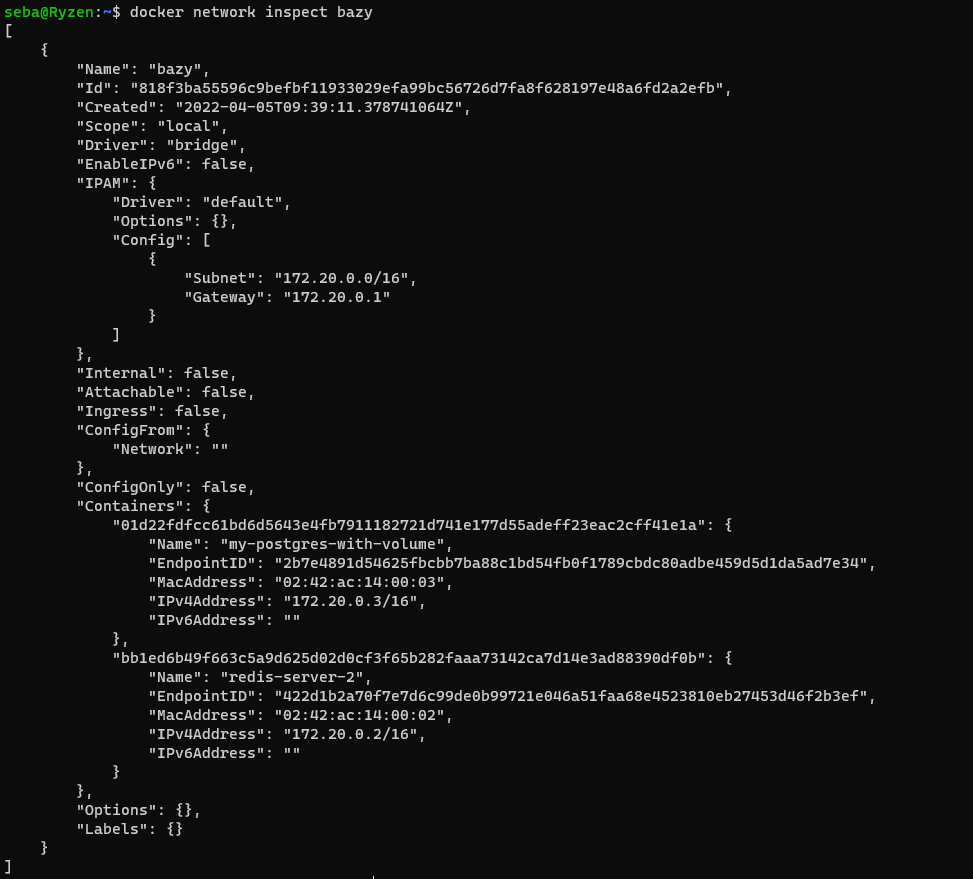 seba@Ryzen:~$ docker network inspect bazy
[
    {
        "Name": "bazy",
        "Id": "818f3ba55596c9befbf11933029efa99bc56726d7fa8f628197e48a6fd2a2efb",
        "Created": "2022-04-05T09:39:11.378741064Z",
        "Scope": "local",
        "Driver": "bridge",
        "EnableIPv6": false,
        "IPAM": {
            "Driver": "default",
            "Options": {},
            "Config": [
                {
                    "Subnet": "172.20.0.0/16",
                    "Gateway": "172.20.0.1"
                }
            ]
        },
        "Internal": false,
        "Attachable": false,
        "Ingress": false,
        "ConfigFrom": {
            "Network": ""
        },
        "ConfigOnly": false,
        "Containers": {
            "01d22fdfcc61bd6d5643e4fb7911182721d741e177d55adeff23eac2cff41e1a": {
                "Name": "my-postgres-with-volume",
                "EndpointID": "2b7e4891d54625fbcbb7ba88c1bd54fb0f1789cbdc80adbe459d5d1da5ad7e34",
                "MacAddress": "02:42:ac:14:00:03",
                "IPv4Address": "172.20.0.3/16",
                "IPv6Address": ""
            },
            "bb1ed6b49f663c5a9d625d02d0cf3f65b282faaa73142ca7d14e3ad88390df0b": {
                "Name": "redis-server-2",
                "EndpointID": "422d1b2a70f7e7d6c99de0b99721e046a51faa68e4523810eb27453d46f2b3ef",
                "MacAddress": "02:42:ac:14:00:02",
                "IPv4Address": "172.20.0.2/16",
                "IPv6Address": ""
            }
        },
        "Options": {},
        "Labels": {}
    }
]